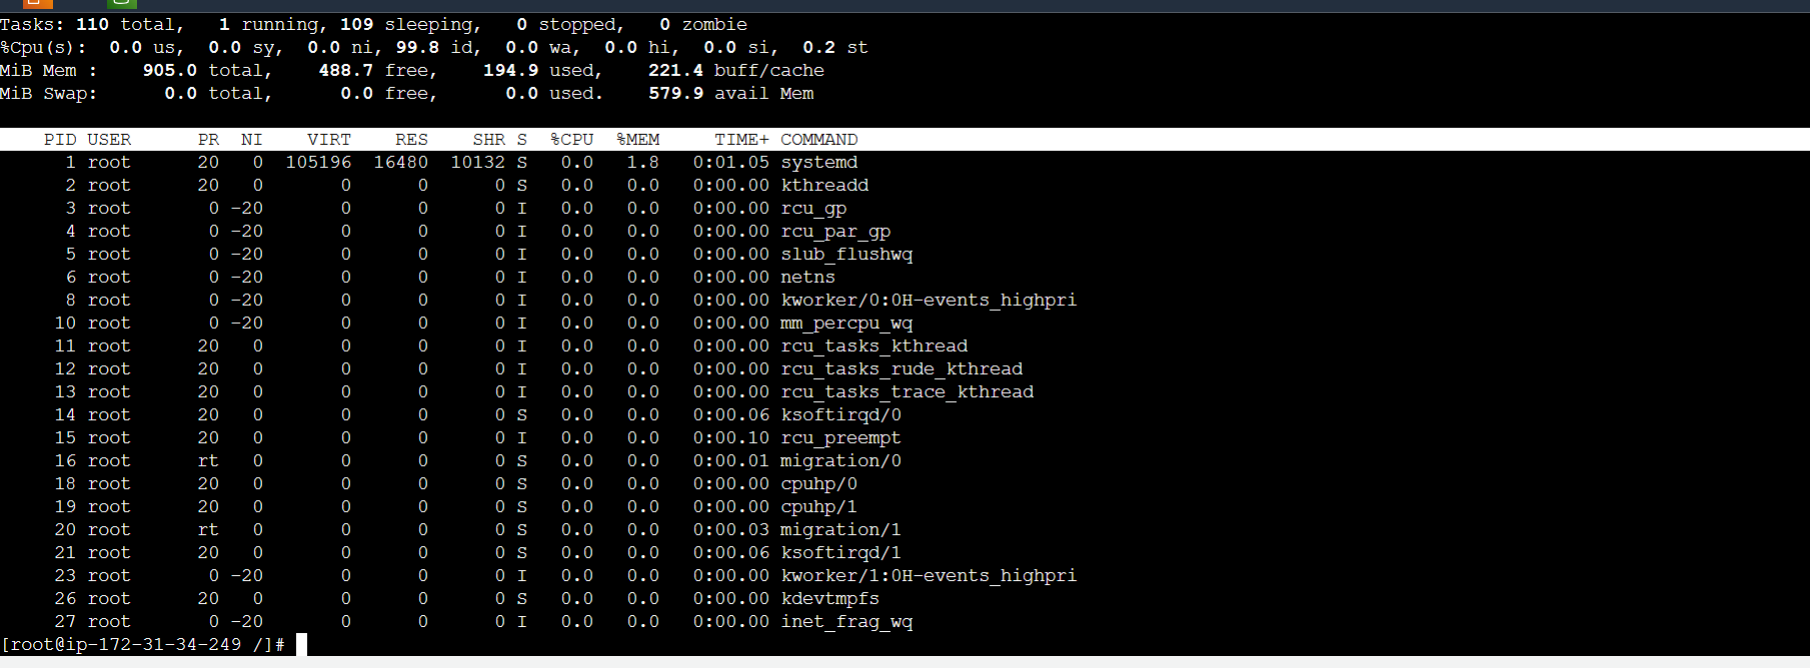 Tasks: 110 total,   1 running, 109 sleeping,   0 stopped,   0 zombie
%Cpu(s):  0.0 us,  0.0 sy,  0.0 ni, 99.8 id,  0.0 wa,  0.0 hi,  0.0 si,  0.2 st
MiB Mem :    905.0 total,    488.7 free,    194.9 used,    221.4 buff/cache
MiB Swap:      0.0 total,      0.0 free,      0.0 used.    579.9 avail Mem
PID USER      PR  NI    VIRT    RES    SHR S  %CPU  %MEM     TIME+ COMMAND
1 root      20   0  105196  16480  10132 S   0.0   1.8   0:01.05 systemd
2 root      20   0       0      0      0 S   0.0   0.0   0:00.00 kthreadd
3 root       0 -20       0      0      0 I   0.0   0.0   0:00.00 rcu_gp
4 root       0 -20       0      0      0 I   0.0   0.0   0:00.00 rcu_par_gp
5 root       0 -20       0      0      0 I   0.0   0.0   0:00.00 slub_flushwq
6 root       0 -20       0      0      0 I   0.0   0.0   0:00.00 netns
8 root       0 -20       0      0      0 I   0.0   0.0   0:00.00 kworker/0:0H-events_highpri
10 root       0 -20       0      0      0 I   0.0   0.0   0:00.00 mm_percpu_wq
11 root      20   0       0      0      0 I   0.0   0.0   0:00.00 rcu_tasks_kthread
12 root      20   0       0      0      0 I   0.0   0.0   0:00.00 rcu_tasks_rude_kthread
13 root      20   0       0      0      0 I   0.0   0.0   0:00.00 rcu_tasks_trace_kthread
14 root      20   0       0      0      0 S   0.0   0.0   0:00.06 ksoftirqd/0
15 root      20   0       0      0      0 I   0.0   0.0   0:00.10 rcu_preempt
16 root      rt   0       0      0      0 S   0.0   0.0   0:00.01 migration/0
18 root      20   0       0      0      0 S   0.0   0.0   0:00.00 cpuhp/0
19 root      20   0       0      0      0 S   0.0   0.0   0:00.00 cpuhp/1
20 root      rt   0       0      0      0 S   0.0   0.0   0:00.03 migration/1
21 root      20   0       0      0      0 S   0.0   0.0   0:00.06 ksoftirqd/1
23 root       0 -20       0      0      0 I   0.0   0.0   0:00.00 kworker/1:0H-events_highpri
26 root      20   0       0      0      0 S   0.0   0.0   0:00.00 kdevtmpfs
27 root       0 -20       0      0      0 I   0.0   0.0   0:00.00 inet_frag_wq
[root@ip-172-31-34-249 /]#